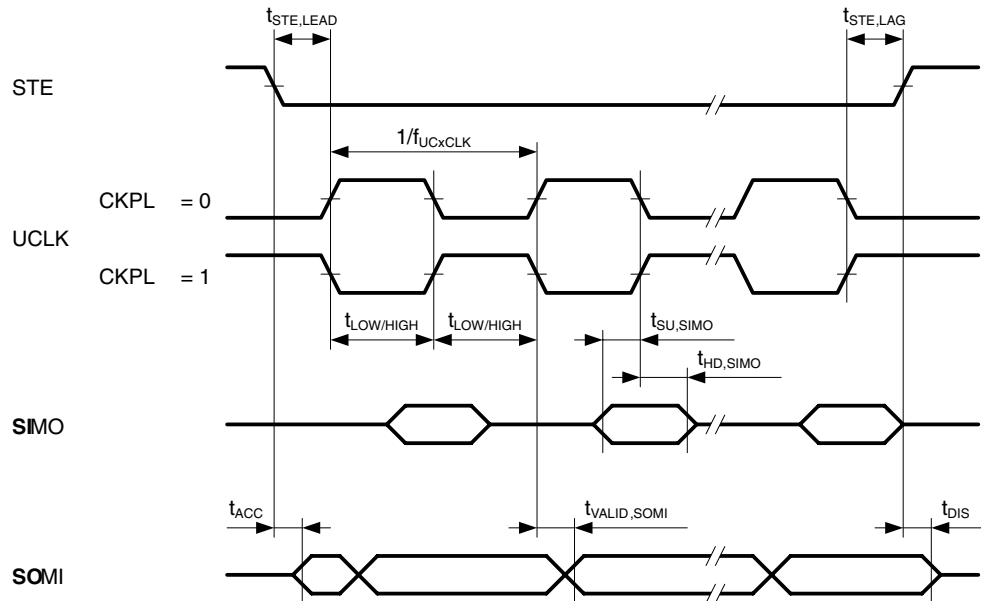 tSTE,LEAD
tSTE,LAG
STE
1/fUCxCLK
CKPL = 0
UCLK
CKPL = 1
tLOW/HIGH tLOW/HIGH
tSU,SIMO
tHD,SIMO
SIMO
tACC
tVALID,SOMI
tDIS
SOMI